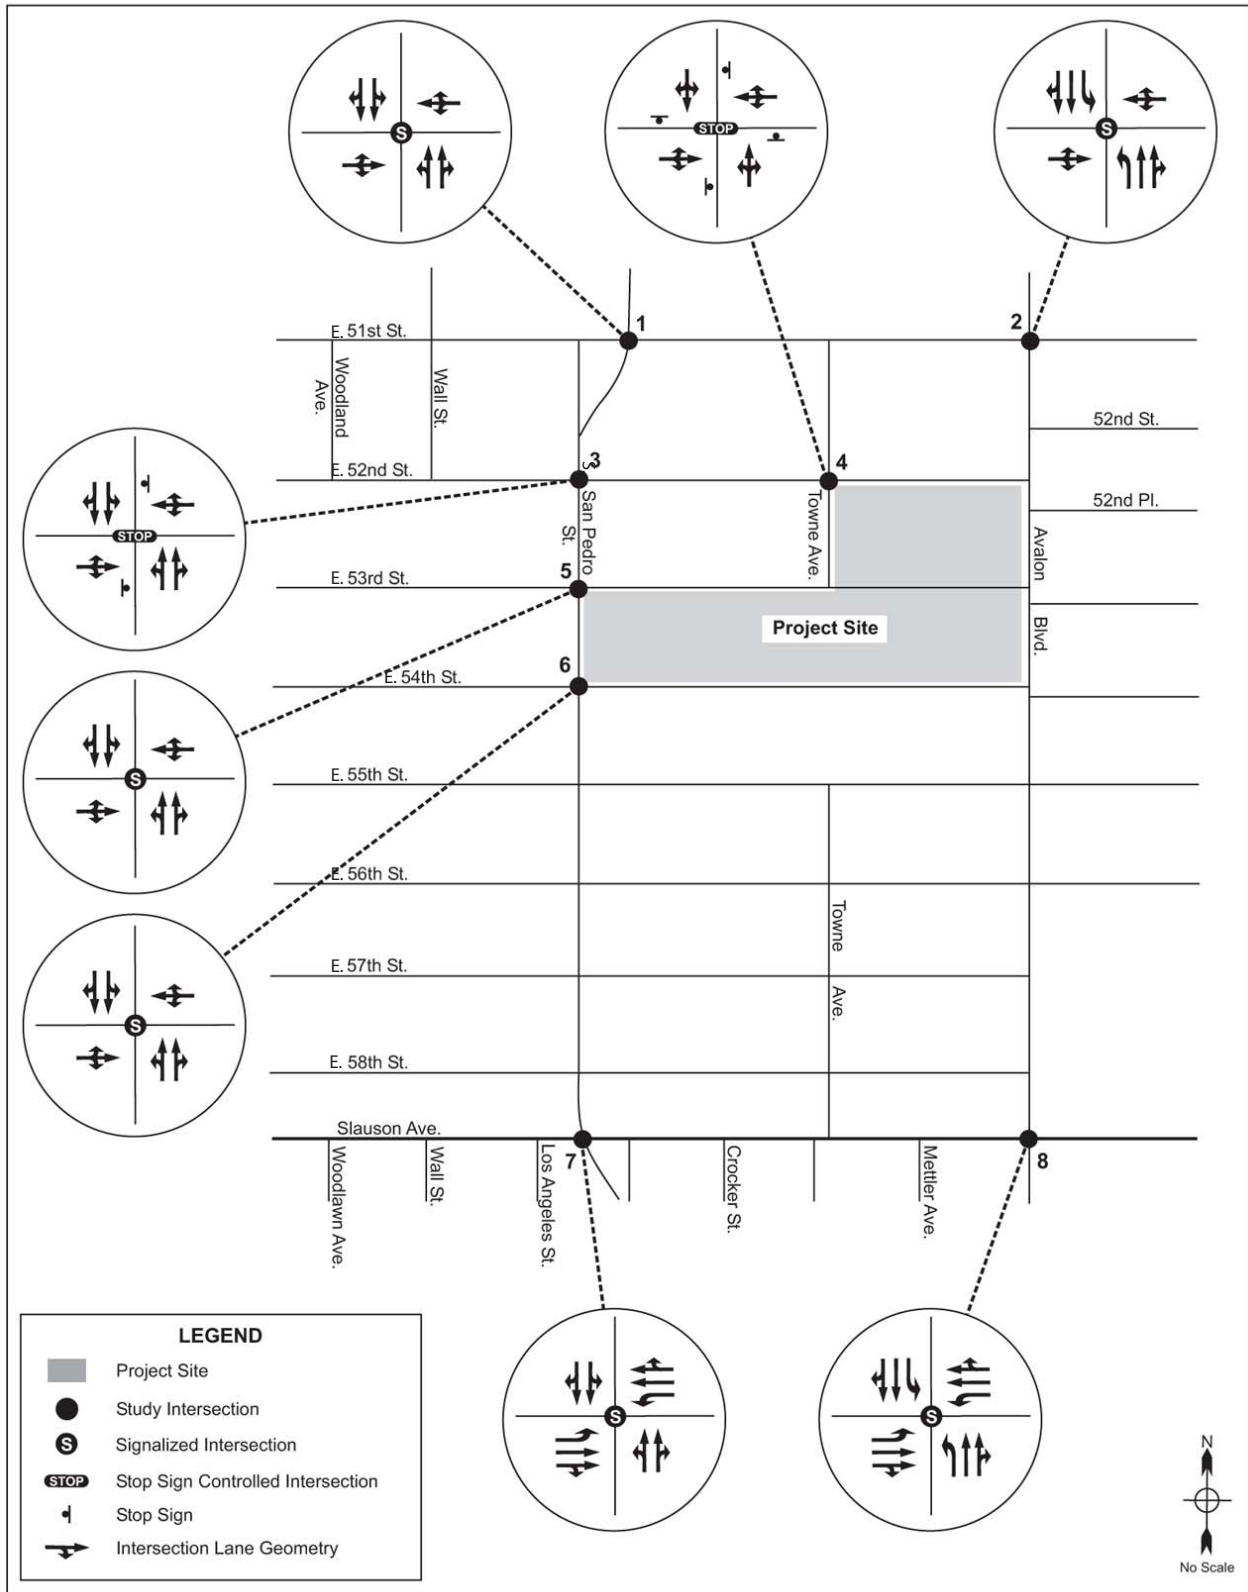 S
STOP
S
1
2
E. 51st St.
Woodland
Ave.
Wall St.
52nd St.
3
4
E. 52nd St.
S.
San Pedro
St.
Towne Ave.
52nd Pl.
Avalon
Blvd.
STOP
5
E. 53rd St.
Project Site
6
E. 54th St.
S
E. 55th St.
E. 56th St.
Towne
Ave.
E. 57th St.
S
E. 58th St.
Slauson Ave.
7
8
Woodlawn Ave.
Wall St.
Los Angeles St.
Crocker St.
Mettler Ave.
S
S
LEGEND
Project Site
Study Intersection
S Signalized Intersection
STOP Stop Sign Controlled Intersection
Stop Sign
Intersection Lane Geometry
N
No Scale